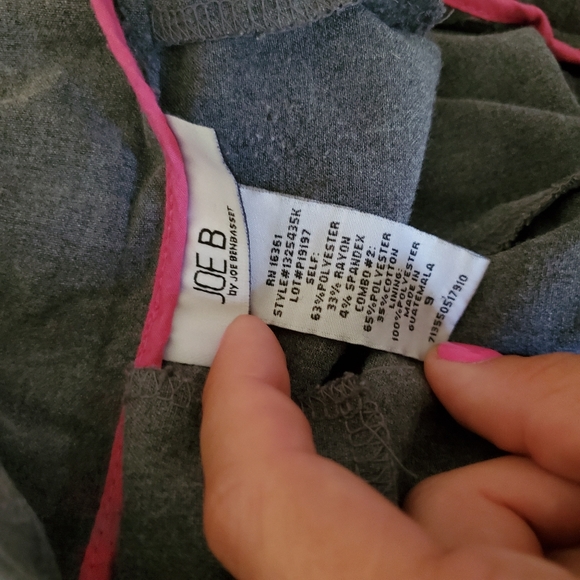 JOE B
by JOE BENBASSET
RN 16361
STYLE#1325435K
LOT#P19197
SELF:
63%POLYESTER
33% RAYON
4% SPANDEX
COMBO #2:
65%POLYESTER
35%COTTON
LINING:
100%POLYESTER
MADE IN
GUATEMALA
9
713550517910